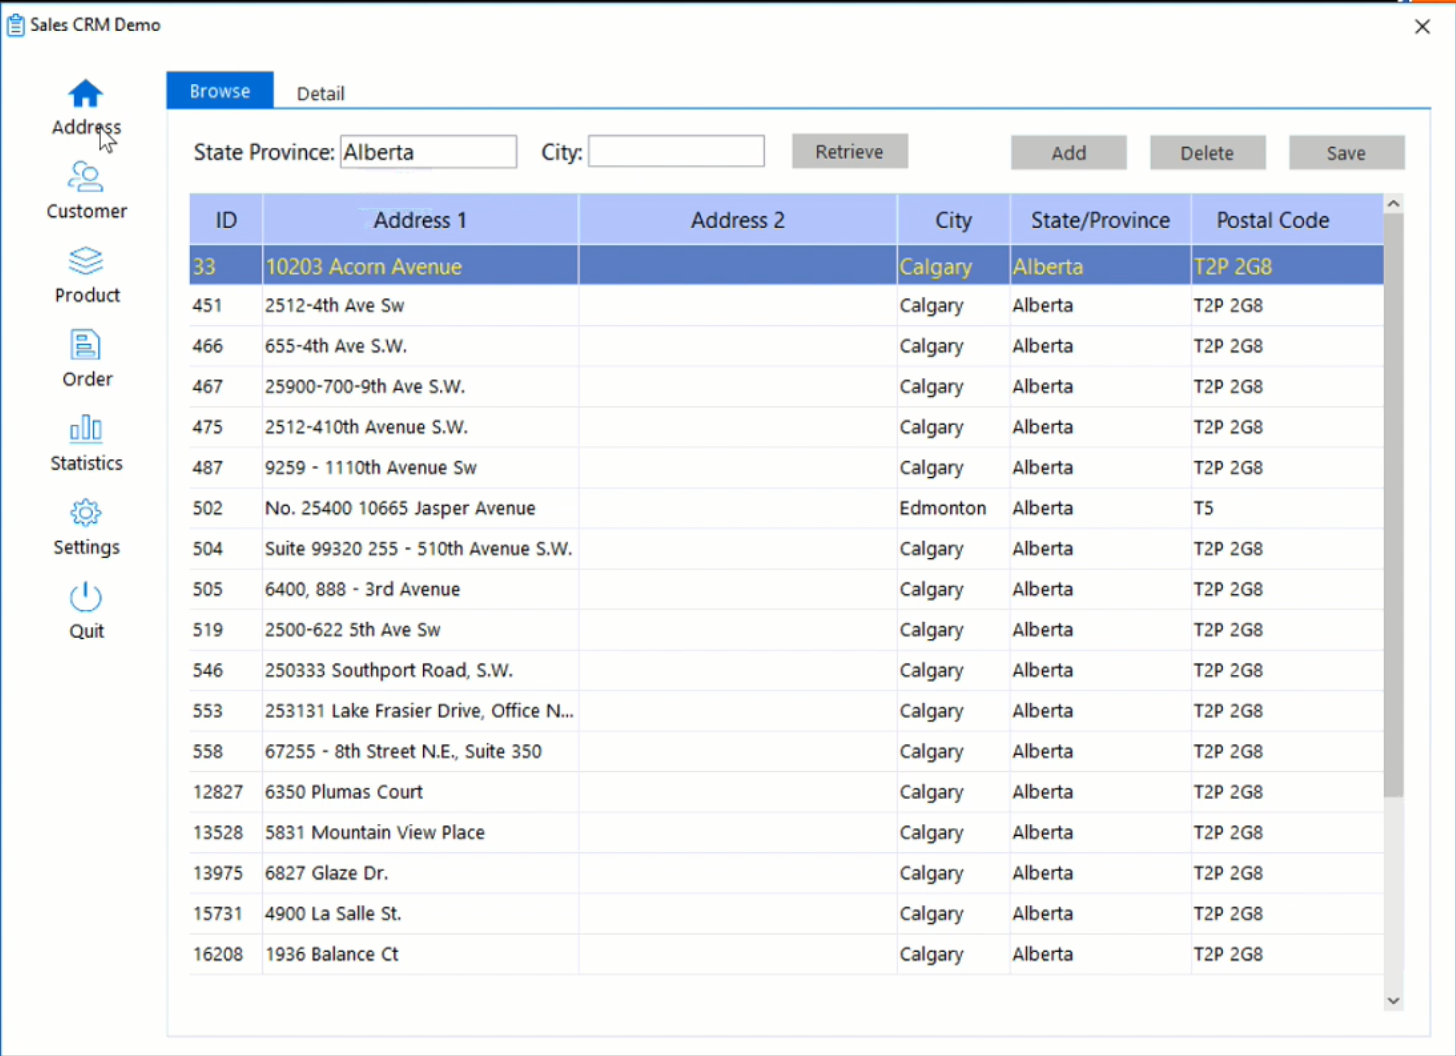 Sales CRM Demo
Address
Customer
Product
Order
Statistics
Settings
Quit
Browse Detail
State Province: Alberta City: Retrieve Add Delete Save
ID Address 1 Address 2 City State/Province Postal Code
33 10203 Acorn Avenue Calgary Alberta T2P 2G8
451 2512-4th Ave Sw Calgary Alberta T2P 2G8
466 655-4th Ave S.W. Calgary Alberta T2P 2G8
467 25900-700-9th Ave S.W. Calgary Alberta T2P 2G8
475 2512-410th Avenue S.W. Calgary Alberta T2P 2G8
487 9259 - 1110th Avenue Sw Calgary Alberta T2P 2G8
502 No. 25400 10665 Jasper Avenue Edmonton Alberta T5
504 Suite 99320 255 - 510th Avenue S.W. Calgary Alberta T2P 2G8
505 6400, 888 - 3rd Avenue Calgary Alberta T2P 2G8
519 2500-622 5th Ave Sw Calgary Alberta T2P 2G8
546 250333 Southport Road, S.W. Calgary Alberta T2P 2G8
553 253131 Lake Frasier Drive, Office N... Calgary Alberta T2P 2G8
558 67255 - 8th Street N.E., Suite 350 Calgary Alberta T2P 2G8
12827 6350 Plumas Court Calgary Alberta T2P 2G8
13528 5831 Mountain View Place Calgary Alberta T2P 2G8
13975 6827 Glaze Dr. Calgary Alberta T2P 2G8
15731 4900 La Salle St. Calgary Alberta T2P 2G8
16208 1936 Balance Ct Calgary Alberta T2P 2G8